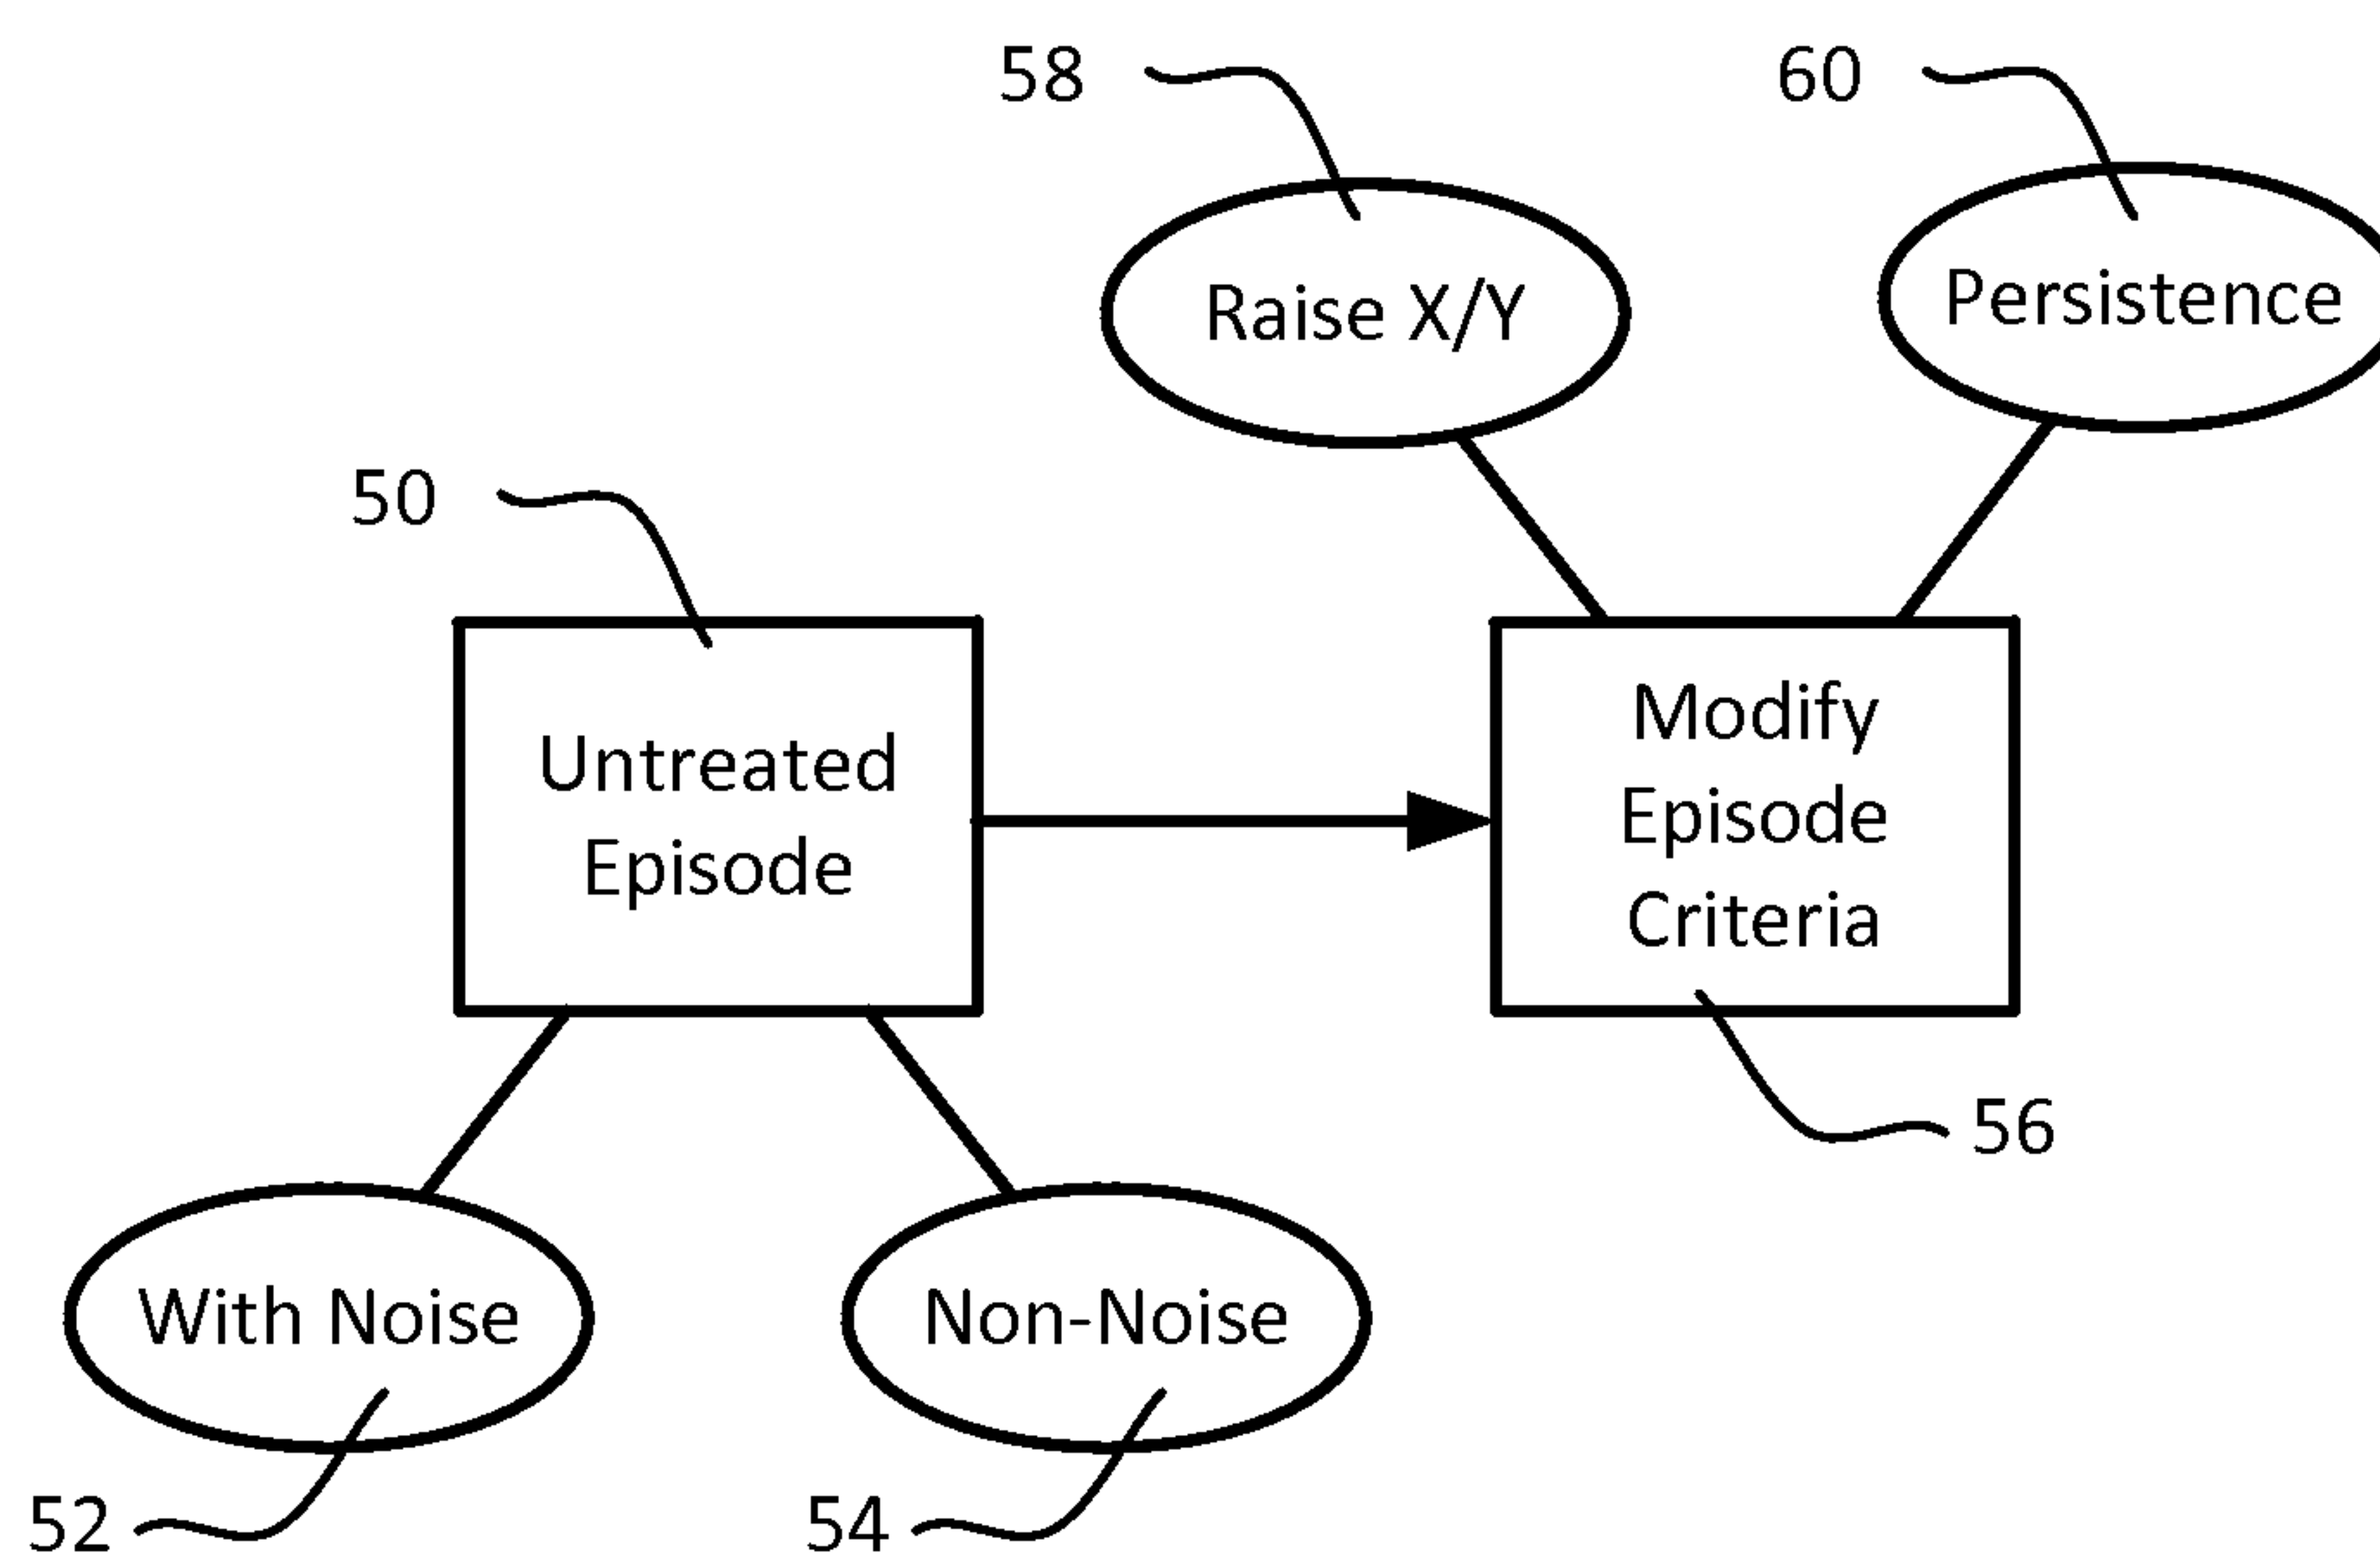 58
60
Raise X/Y
Persistence
50
Untreated
Episode
Modify
Episode
Criteria
56
With Noise
Non-Noise
52
54